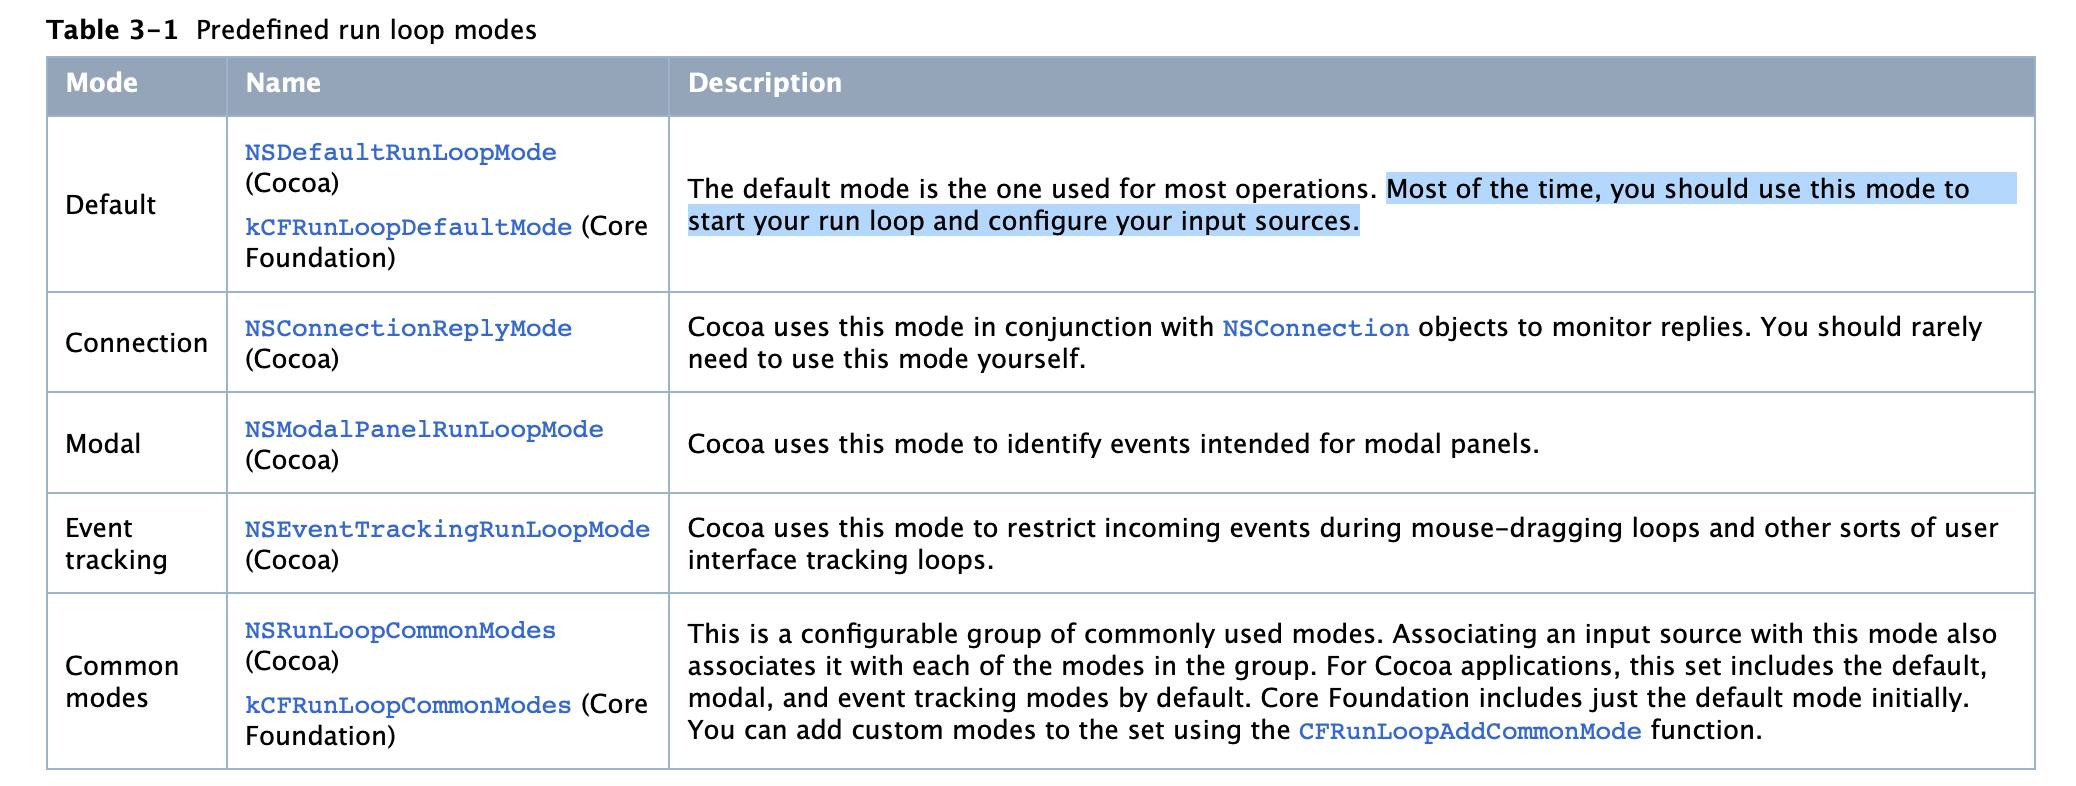 Table 3-1 Predefined run loop modes
Mode
Name
Description
Default
NSDefaultRunLoopMode
(Cocoa)
kCFRunLoopDefaultMode (Core
Foundation)
The default mode is the one used for most operations. Most of the time, you should use this mode to
start your run loop and configure your input sources.
Connection
NSConnectionReplyMode
(Cocoa)
Cocoa uses this mode in conjunction with NSConnection objects to monitor replies. You should rarely
need to use this mode yourself.
Modal
NSModalPanelRunLoopMode
(Cocoa)
Cocoa uses this mode to identify events intended for modal panels.
Event
tracking
NSEventTrackingRunLoopMode
(Cocoa)
Cocoa uses this mode to restrict incoming events during mouse-dragging loops and other sorts of user
interface tracking loops.
Common
modes
NSRunLoopCommonModes
(Cocoa)
kCFRunLoopCommonModes (Core
Foundation)
This is a configurable group of commonly used modes. Associating an input source with this mode also
associates it with each of the modes in the group. For Cocoa applications, this set includes the default,
modal, and event tracking modes by default. Core Foundation includes just the default mode initially.
You can add custom modes to the set using the CFRunLoopAddCommonMode function.